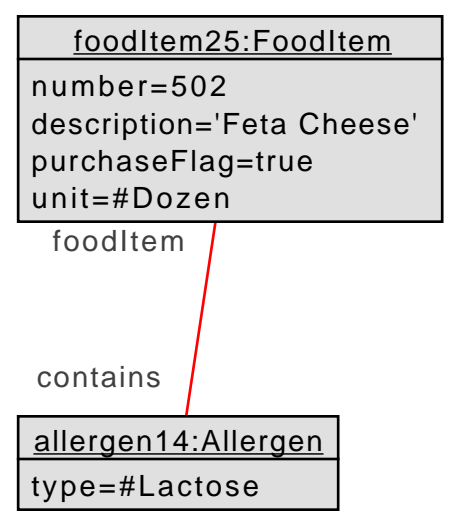 foodItem25:FoodItem
number=502
description='Feta Cheese'
purchaseFlag=true
unit=#Dozen
foodItem
contains
allergen14:Allergen
type=#Lactose